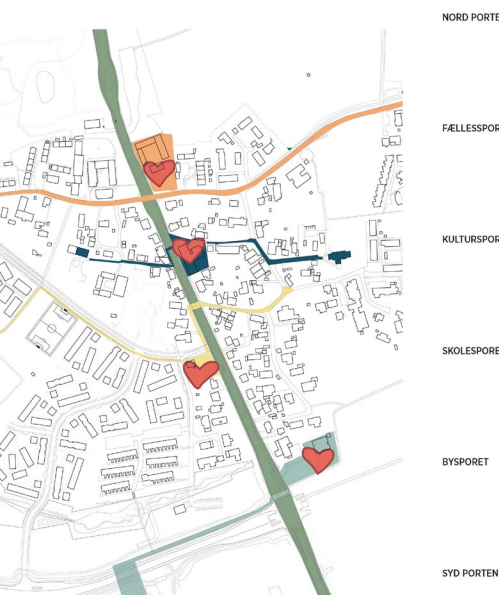 NORD PORTE
FÆLLESSPOR
KULTURSPOR
SKOLESPORE
BYSPORET
SYD PORTEN